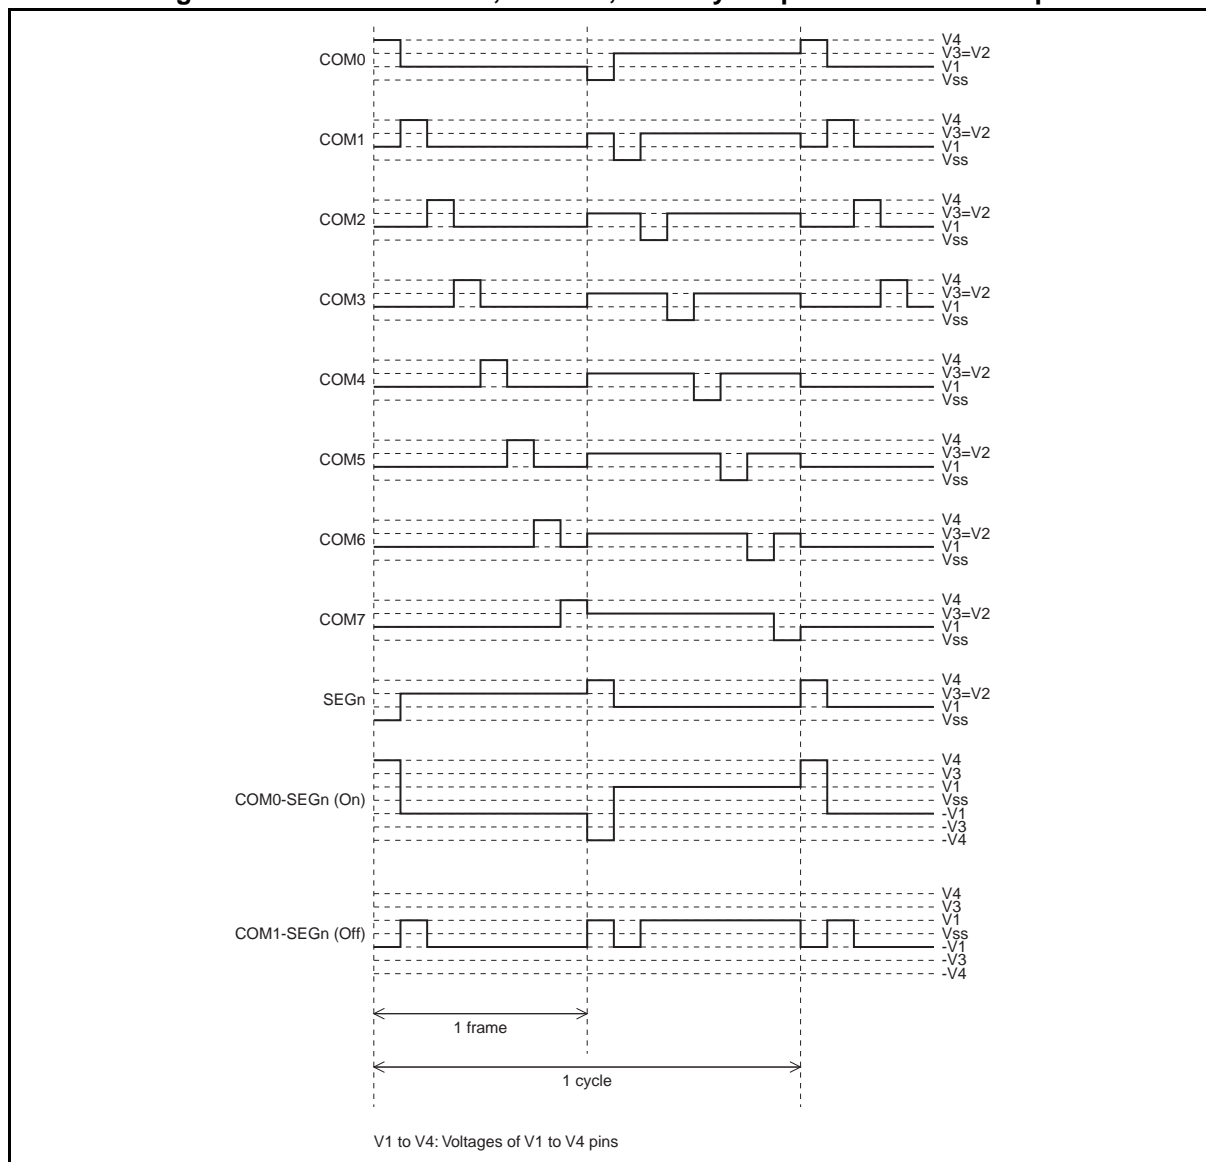 COM0
V4
V3=V2
V1
Vss
COM1
V4
V3=V2
V1
Vss
COM2
V4
V3=V2
V1
Vss
COM3
V4
V3=V2
V1
Vss
COM4
V4
V3=V2
V1
Vss
COM5
V4
V3=V2
V1
Vss
COM6
V4
V3=V2
V1
Vss
COM7
V4
V3=V2
V1
Vss
SEGn
V4
V3=V2
V1
Vss
COM0-SEGn (On)
V4
V3
V1
Vss
-V1
-V3
-V4
COM1-SEGn (Off)
V4
V3
V1
Vss
-V1
-V3
-V4
1 frame
1 cycle
V1 to V4: Voltages of V1 to V4 pins